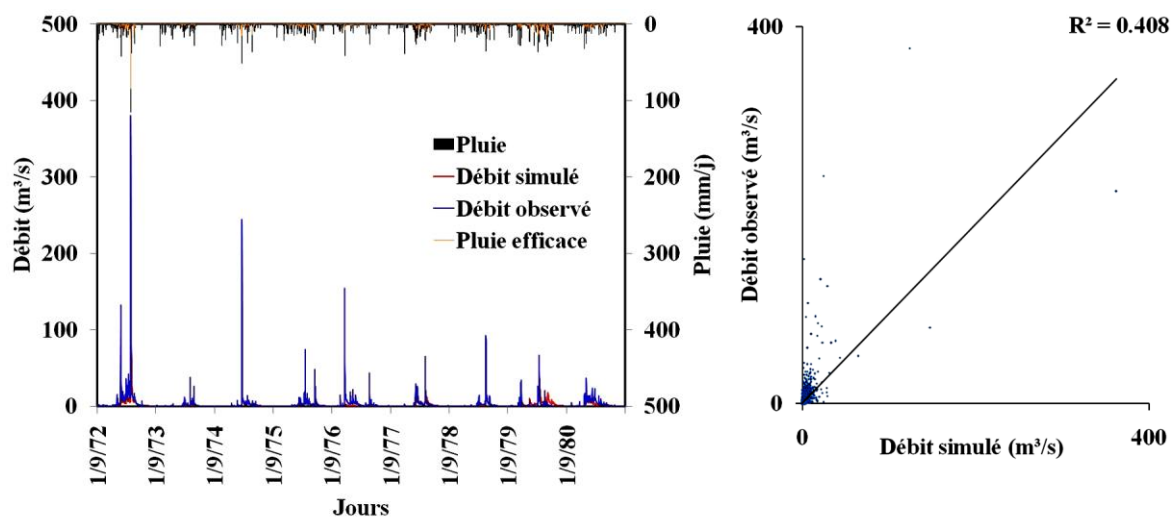 500
400
300
200
100
0
Débit (m³/s)
0
100
200
300
400
500
Pluie (mm/j)
Pluie
Débit simulé
Débit observé
Pluie efficace
1/9/72
1/9/73
1/9/74
1/9/75
1/9/76
1/9/77
1/9/78
1/9/79
1/9/80
Jours
R² = 0.408
400
0
Débit observé (m³/s)
0
400
Débit simulé (m³/s)